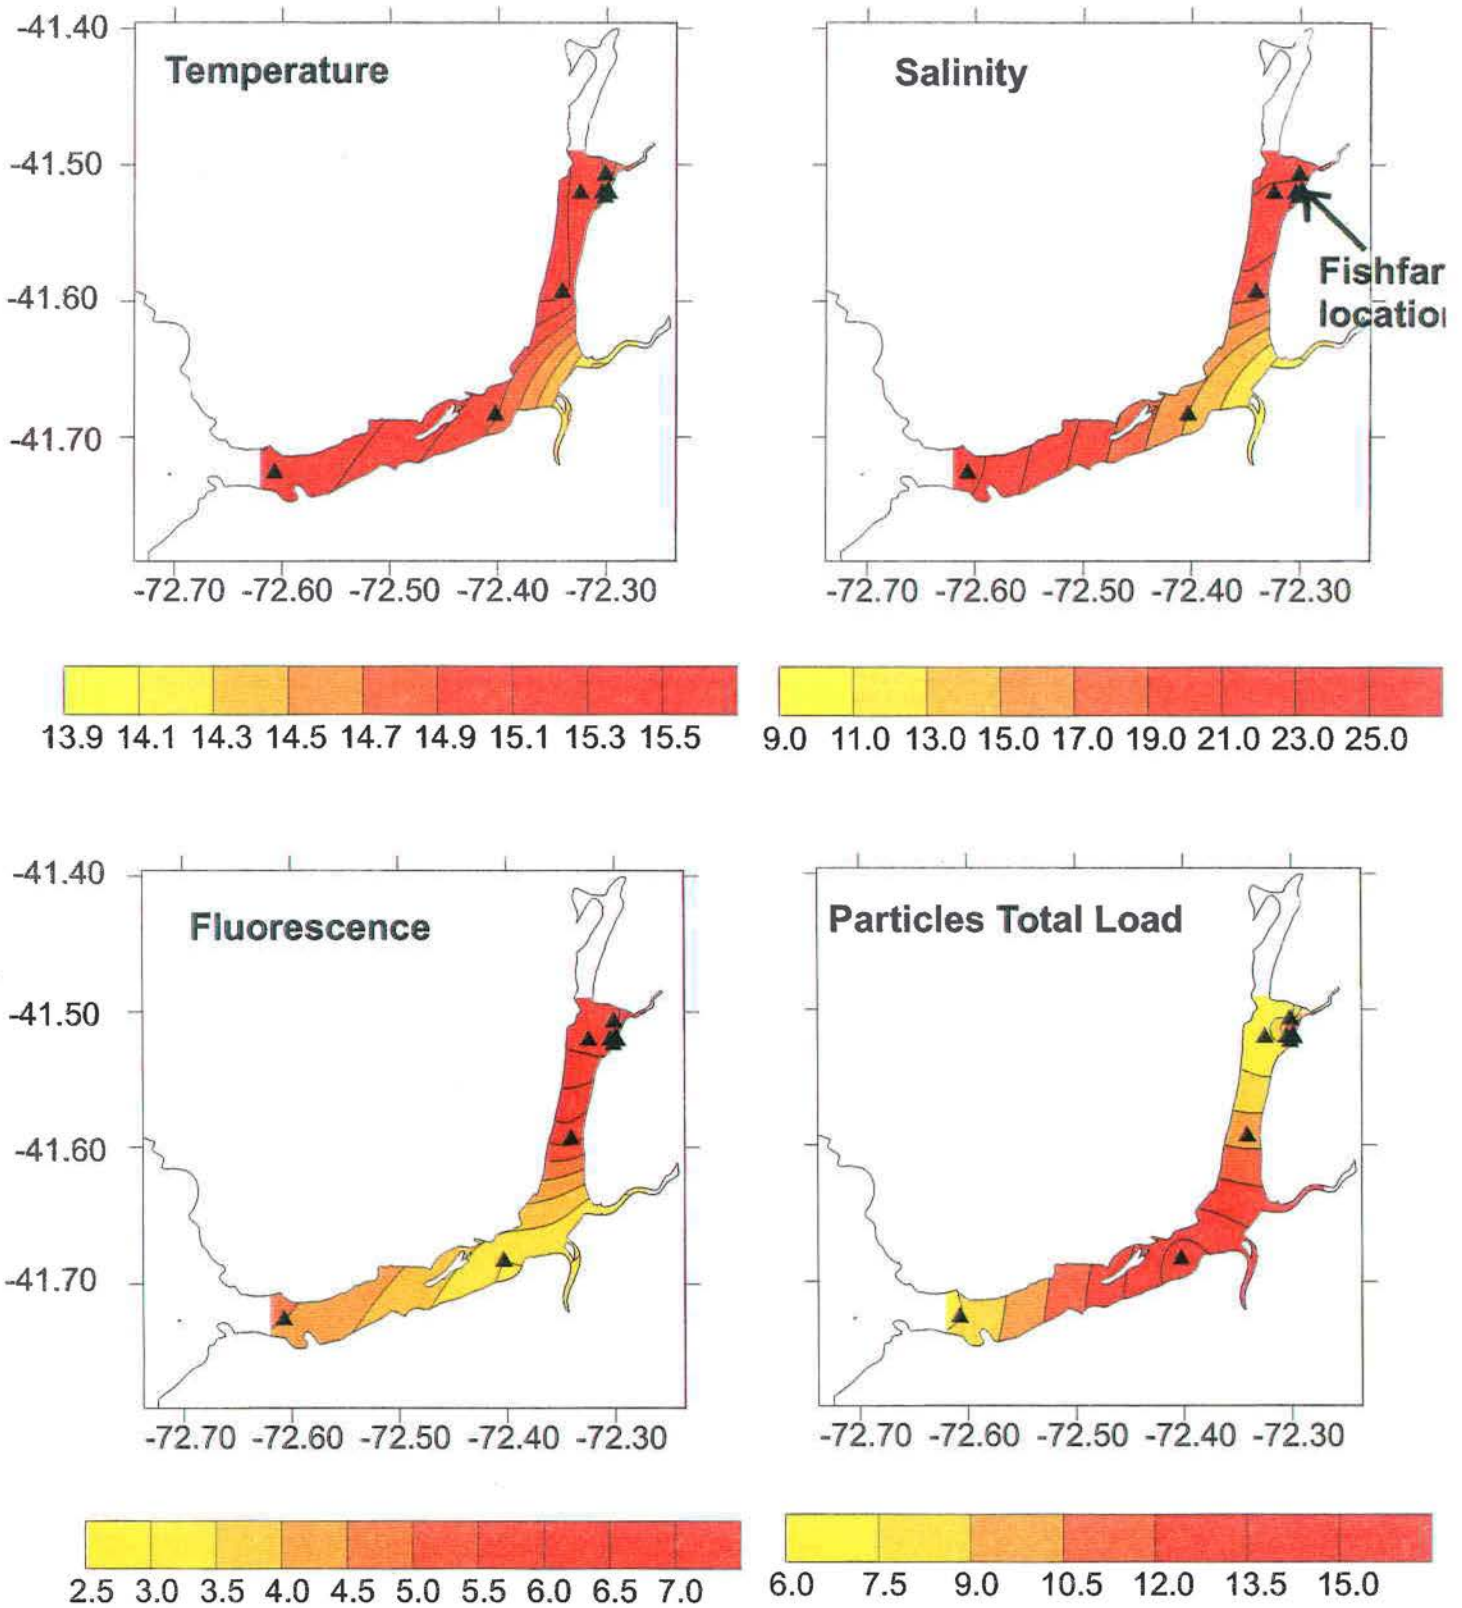 Temperature
-41.40
-41.50
-41.60
-41.70
-72.70 -72.60 -72.50 -72.40 -72.30
13.9 14.1 14.3 14.5 14.7 14.9 15.1 15.3 15.5
Salinity
Fishfar
locatio
-72.70 -72.60 -72.50 -72.40 -72.30
9.0 11.0 13.0 15.0 17.0 19.0 21.0 23.0 25.0
Fluorescence
-41.40
-41.50
-41.60
-41.70
-72.70 -72.60 -72.50 -72.40 -72.30
2.5 3.0 3.5 4.0 4.5 5.0 5.5 6.0 6.5 7.0
Particles Total Load
-72.70 -72.60 -72.50 -72.40 -72.30
6.0 7.5 9.0 10.5 12.0 13.5 15.0